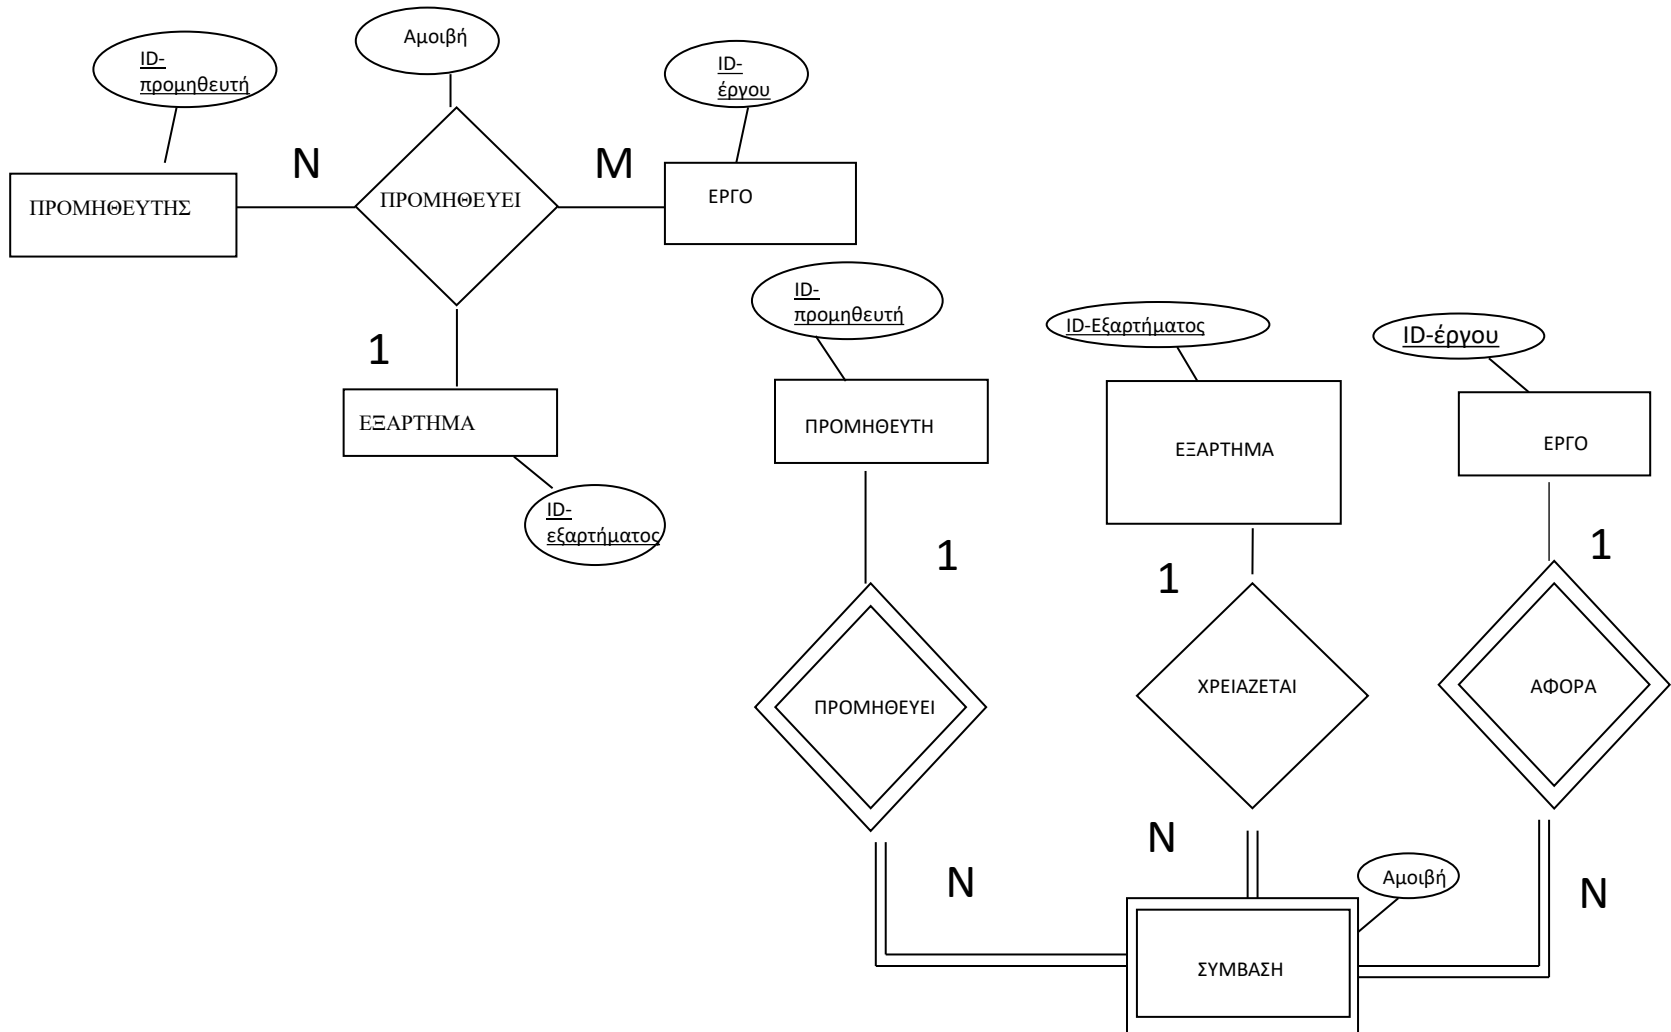 Αμοιβή
ID-
προμηθευτή
ID-
έργου
N
M
ΠΡΟΜΗΘΕΥΤΗΣ
ΠΡΟΜΗΘΕΥΕΙ
ΕΡΓΟ
1
ΕΞΑΡΤΗΜΑ
ID-
εξαρτήματος
ID-
προμηθευτή
ID-Εξαρτήματος
ID-έργου
ΠΡΟΜΗΘΕΥΤΗ
ΕΞΑΡΤΗΜΑ
ΕΡΓΟ
1
1
1
ΠΡΟΜΗΘΕΥΕΙ
ΧΡΕΙΑΖΕΤΑΙ
ΑΦΟΡΑ
N
N
N
Αμοιβή
ΣΥΜΒΑΣΗ